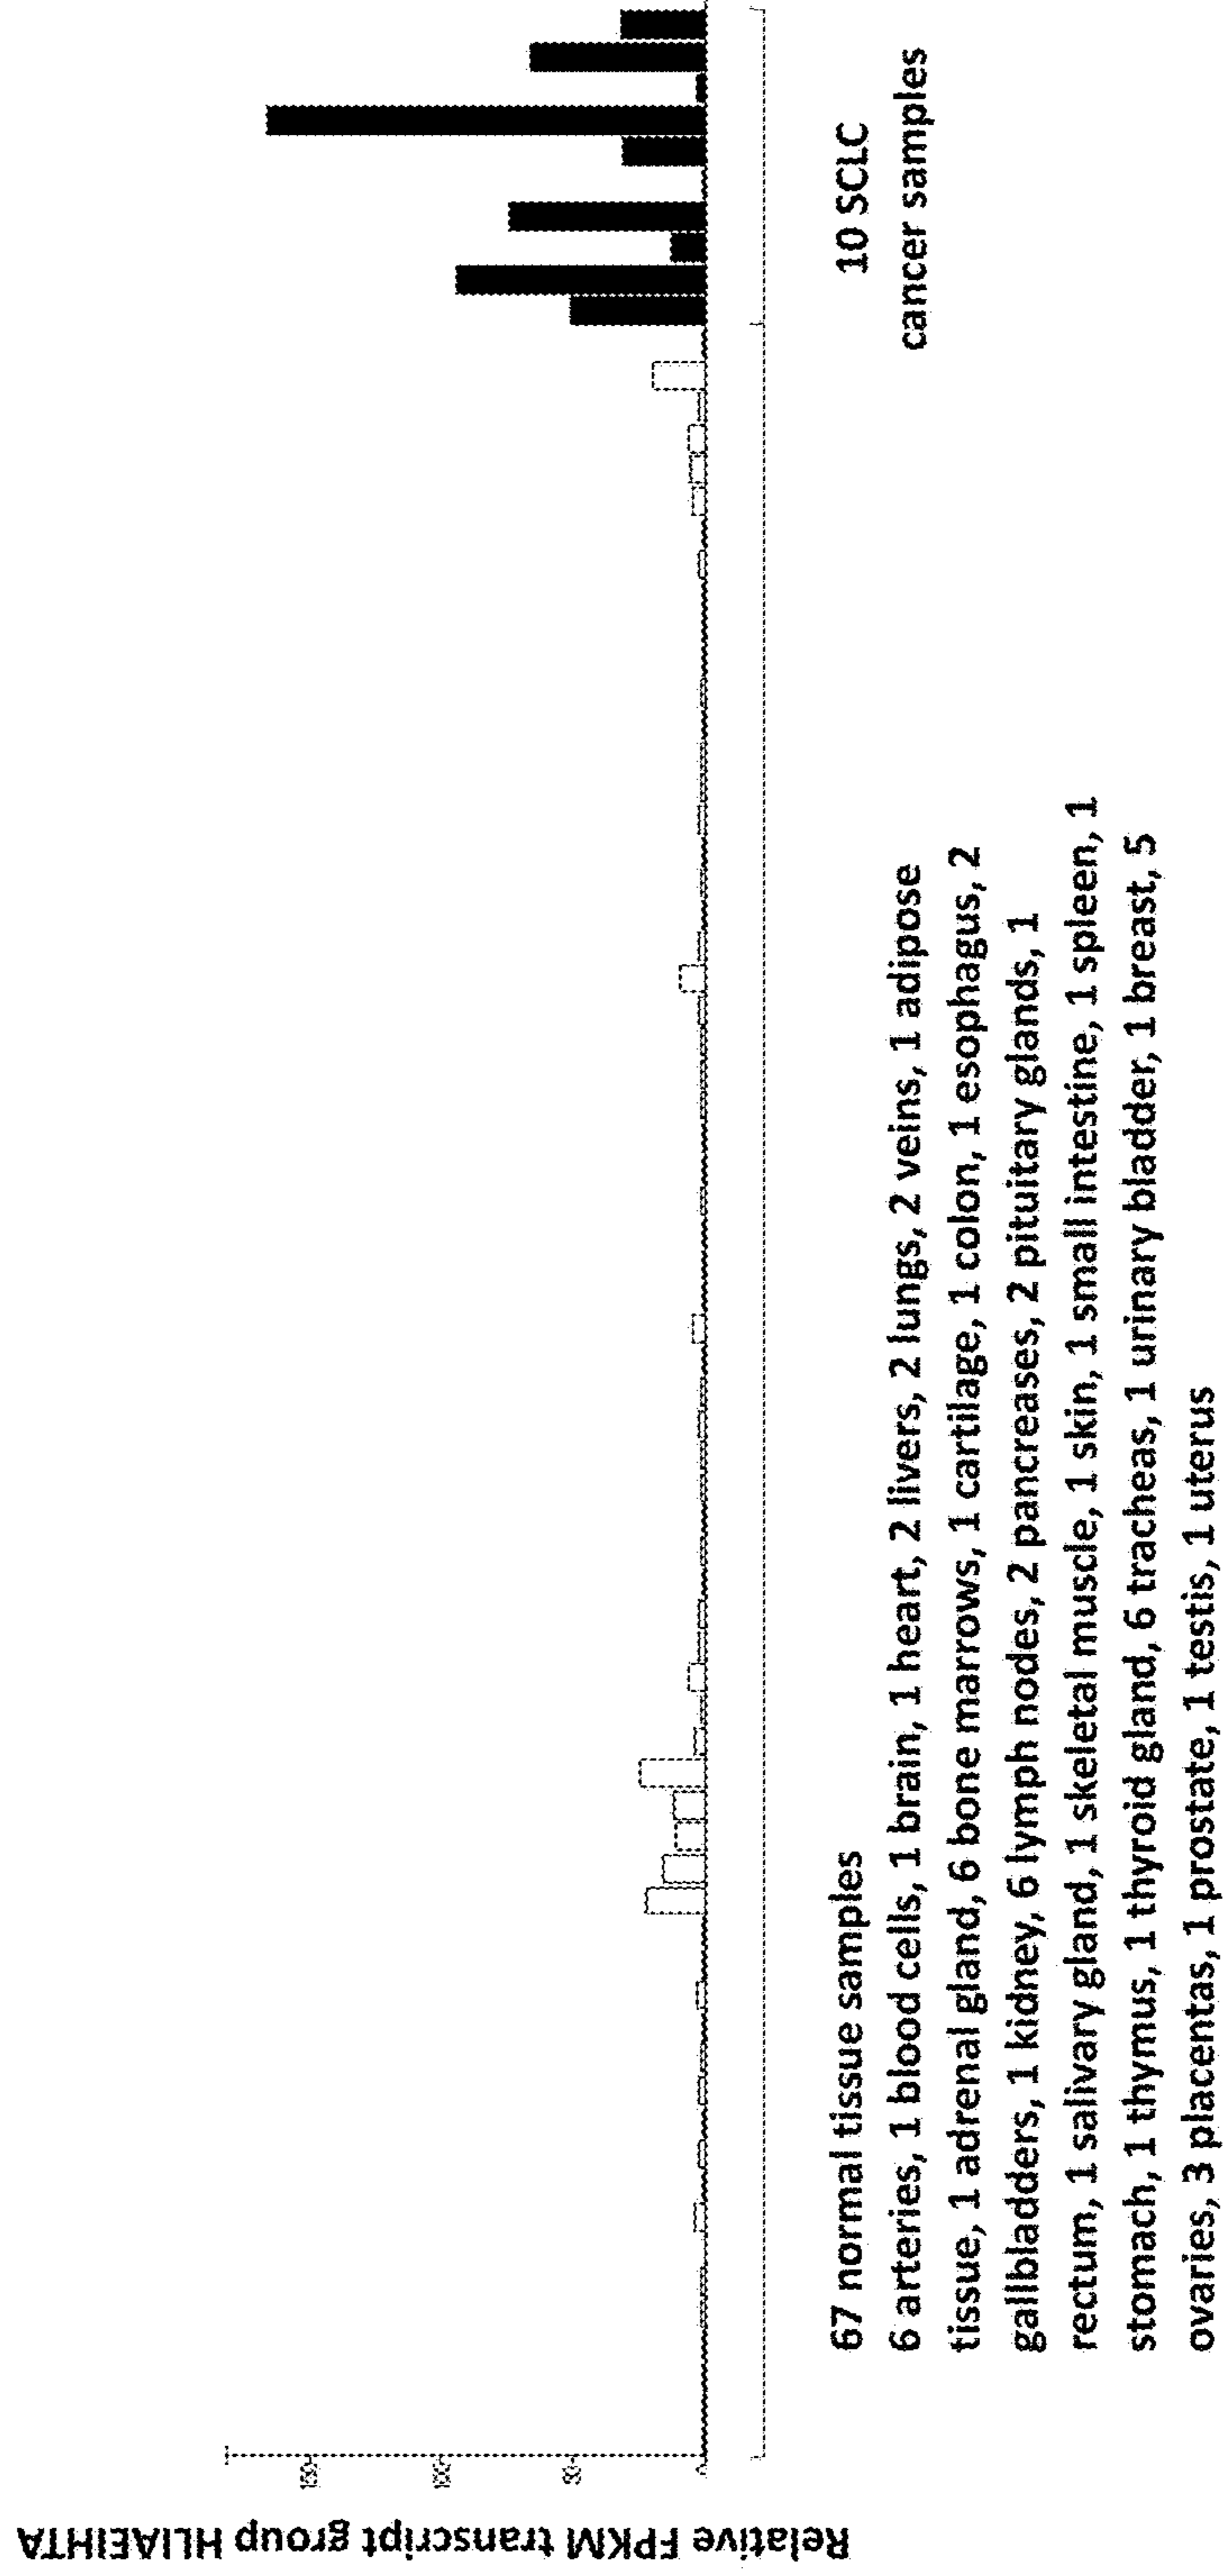 Relative FPKM transcript group HLIAEIHTA
150
100
50
0
67 normal tissue samples
6 arteries, 1 blood cells, 1 brain, 1 heart, 2 livers, 2 lungs, 2 veins, 1 adipose
tissue, 1 adrenal gland, 6 bone marrows, 1 cartilage, 1 colon, 1 esophagus, 2
gallbladders, 1 kidney, 6 lymph nodes, 2 pancreases, 2 pituitary glands, 1
rectum, 1 salivary gland, 1 skeletal muscle, 1 skin, 1 small intestine, 1 spleen, 1
stomach, 1 thymus, 1 thyroid gland, 6 tracheas, 1 urinary bladder, 1 breast, 5
ovaries, 3 placentas, 1 prostate, 1 testis, 1 uterus
10 SCLC
cancer samples